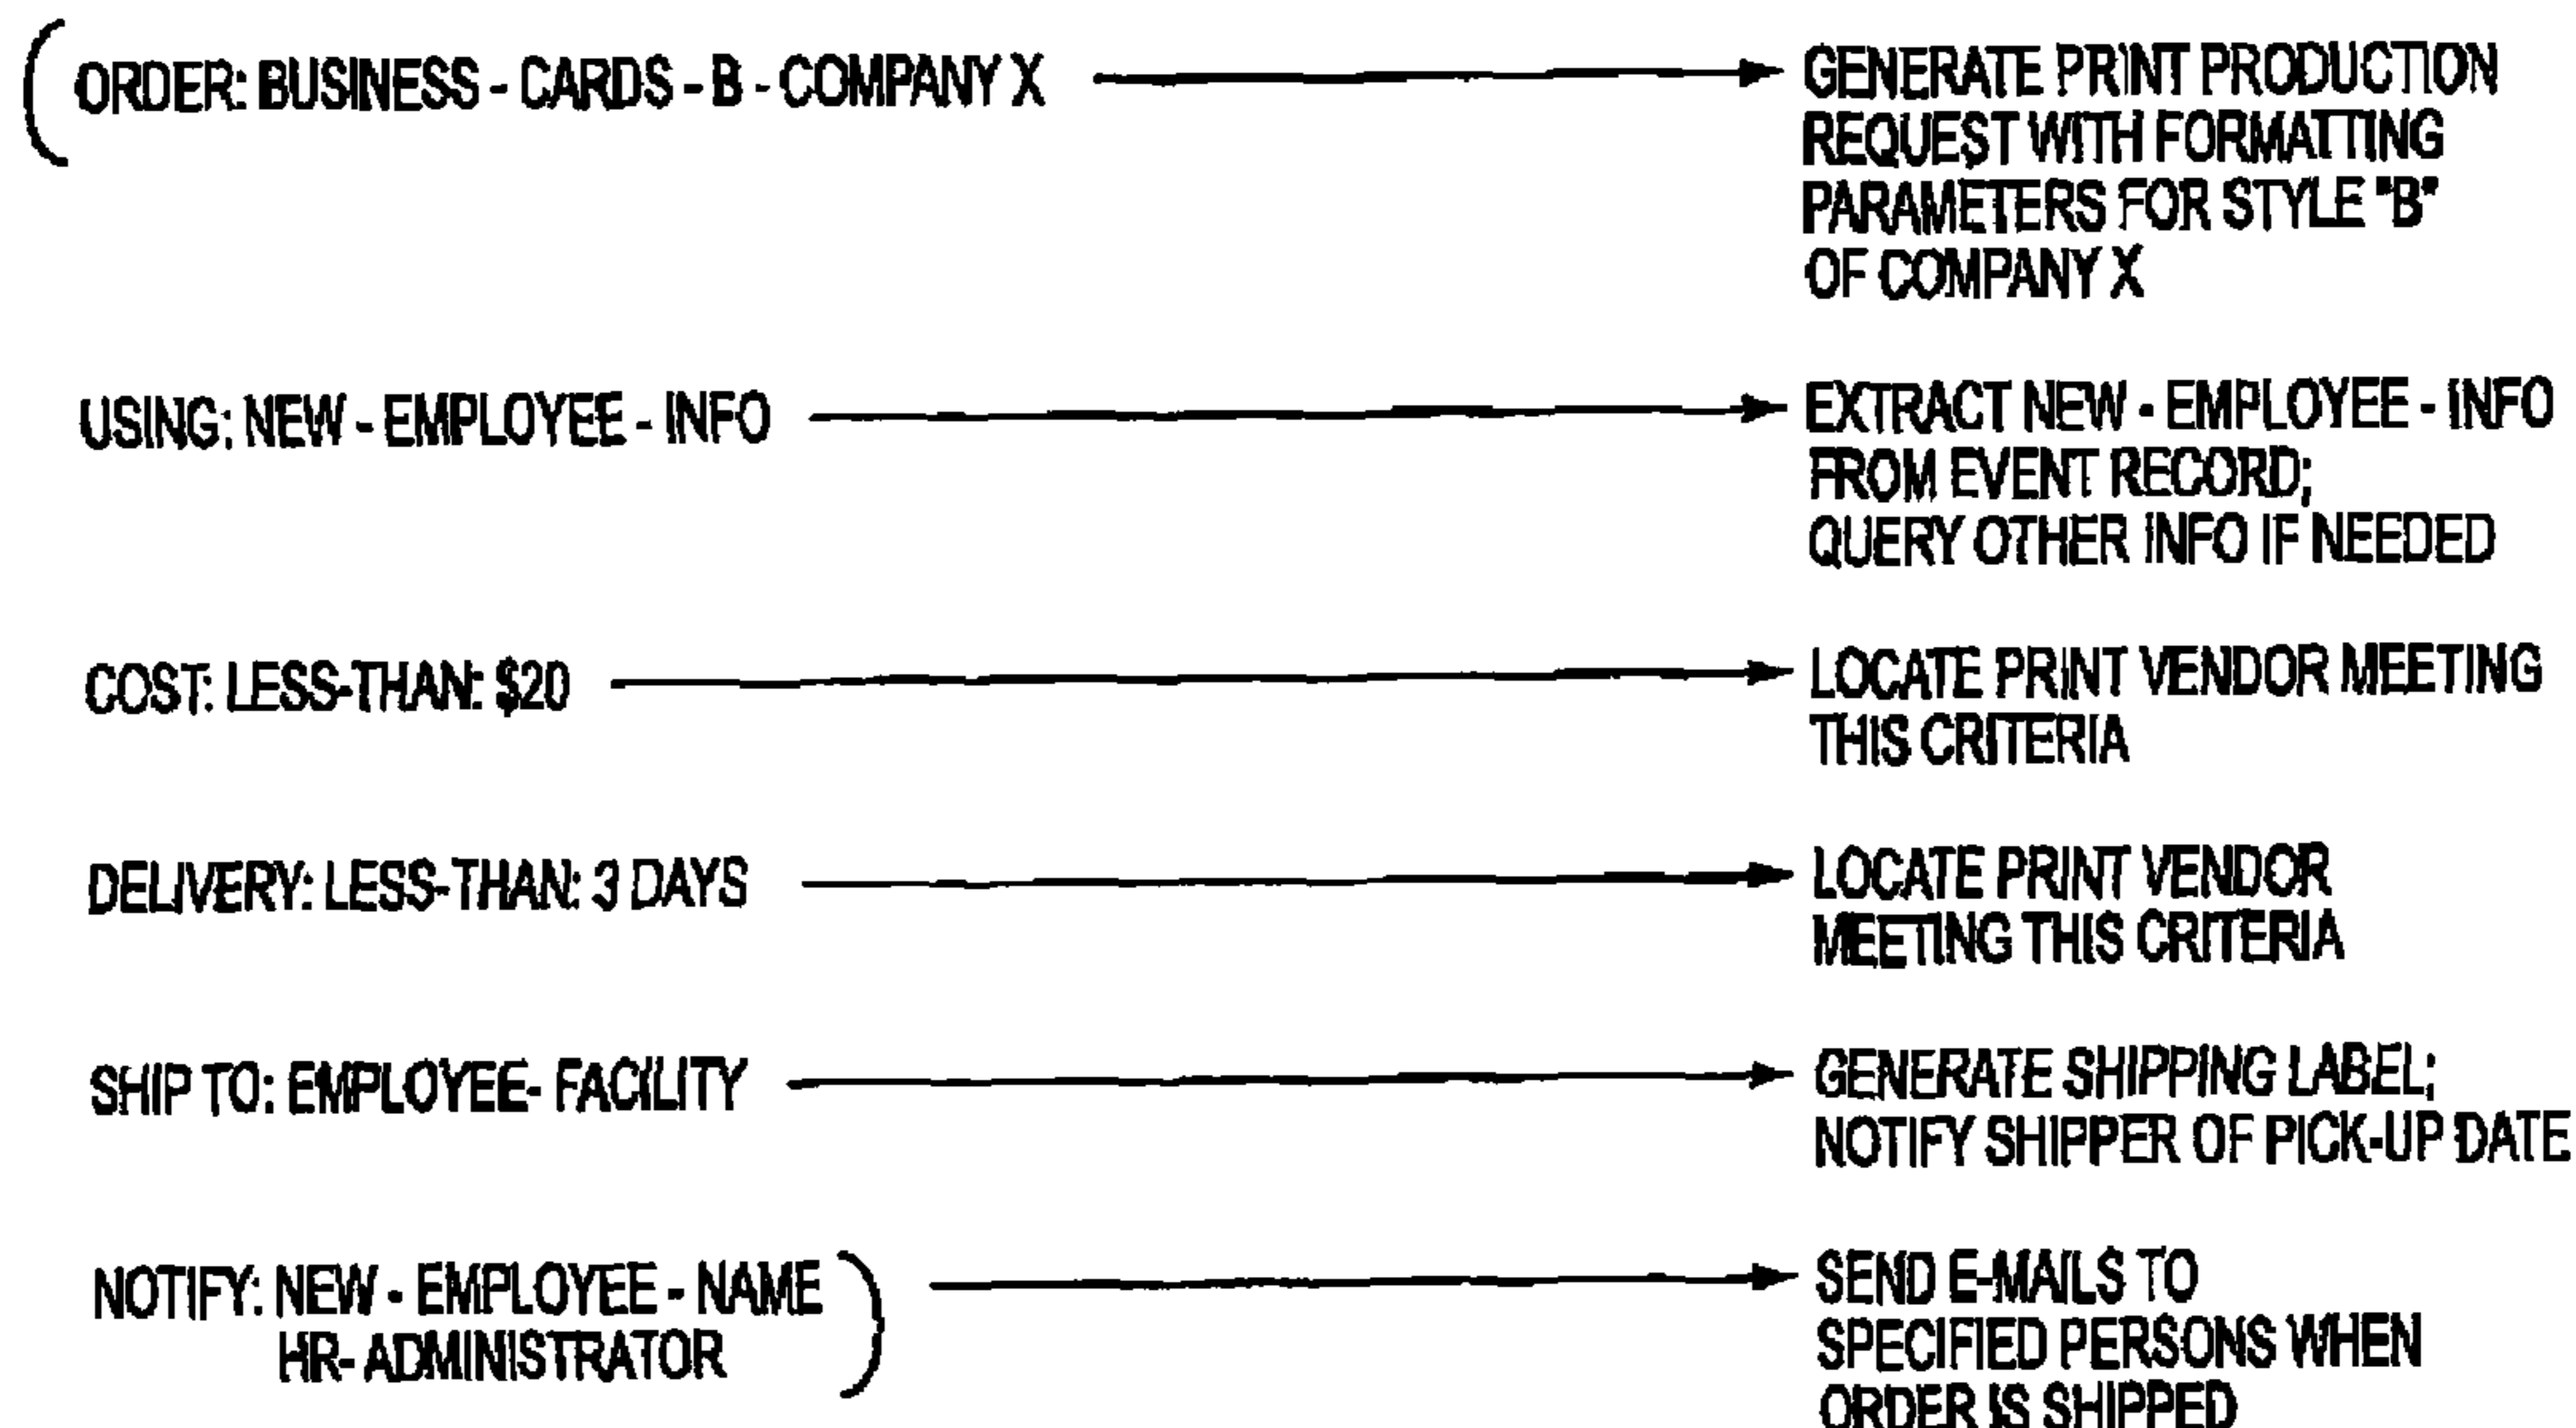 (ORDER: BUSINESS - CARDS - B - COMPANY X
GENERATE PRINT PRODUCTION
REQUEST WITH FORMATTING
PARAMETERS FOR STYLE "B"
OF COMPANY X
USING: NEW - EMPLOYEE - INFO
EXTRACT NEW - EMPLOYEE - INFO
FROM EVENT RECORD;
QUERY OTHER INFO IF NEEDED
COST: LESS-THAN: $20
LOCATE PRINT VENDOR MEETING
THIS CRITERIA
DELIVERY: LESS-THAN: 3 DAYS
LOCATE PRINT VENDOR
MEETING THIS CRITERIA
SHIP TO: EMPLOYEE- FACILITY
GENERATE SHIPPING LABEL;
NOTIFY SHIPPER OF PICK-UP DATE
NOTIFY: NEW - EMPLOYEE - NAME
HR- ADMINISTRATOR)
SEND E-MAILS TO
SPECIFIED PERSONS WHEN
ORDER IS SHIPPED